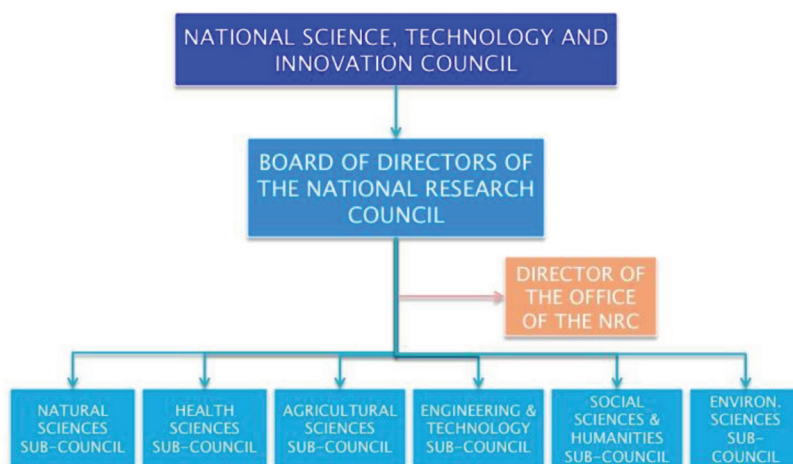 NATIONAL SCIENCE, TECHNOLOGY AND
INNOVATION COUNCIL
BOARD OF DIRECTORS OF
THE NATIONAL RESEARCH
COUNCIL
DIRECTOR OF
THE OFFICE
OF THE NRC
NATURAL
SCIENCES
SUB-COUNCIL
HEALTH
SCIENCES
SUB-COUNCIL
AGRICULTURAL
SCIENCES
SUB-COUNCIL
ENGINEERING &
TECHNOLOGY
SUB-COUNCIL
SOCIAL
SCIENCES &
HUMANITIES
SUB-COUNCIL
ENVIRON.
SCIENCES
SUB-
COUNCIL